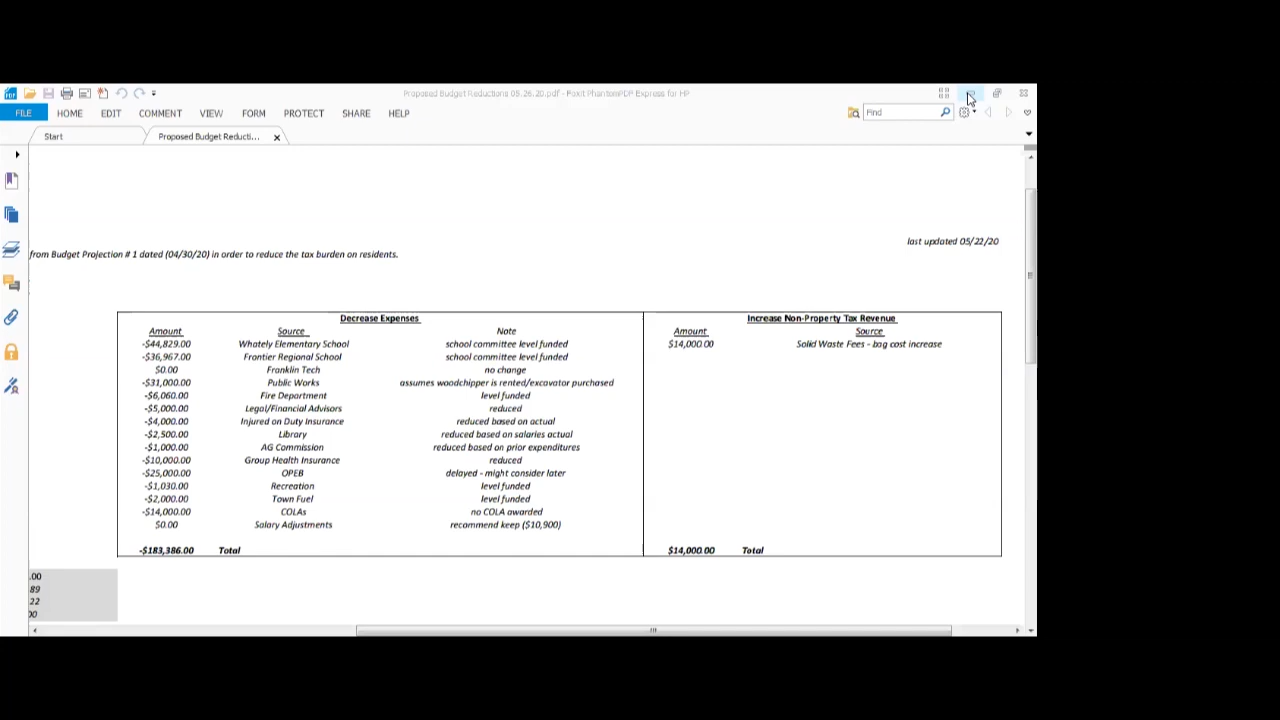 Proposed Budget Reductions 05.26.20.pdf - Foxit PhantomPDF Express for HP
FILE HOME EDIT COMMENT VIEW FORM PROTECT SHARE HELP Find
Start Proposed Budget Reducti...
last updated 05/22/20
from Budget Projection # 1 dated (04/30/20) in order to reduce the tax burden on residents.
Decrease Expenses Increase Non-Property Tax Revenue
Amount Source Note Amount Source
-$44,829.00 Whately Elementary School school committee level funded $14,000.00 Solid Waste Fees - bag cost increase
-$36,967.00 Frontier Regional School school committee level funded
$0.00 Franklin Tech no change
-$31,000.00 Public Works assumes woodchipper is rented/excavator purchased
-$6,060.00 Fire Department level funded
-$5,000.00 Legal/Financial Advisors reduced
-$4,000.00 Injured on Duty Insurance reduced based on actual
-$2,500.00 Library reduced based on salaries actual
-$1,000.00 AG Commission reduced based on prior expenditures
-$10,000.00 Group Health Insurance reduced
-$25,000.00 OPEB delayed - might consider later
-$1,030.00 Recreation level funded
-$2,000.00 Town Fuel level funded
-$14,000.00 COLAs no COLA awarded
$0.00 Salary Adjustments recommend keep ($10,900)
-$183,386.00 Total $14,000.00 Total
.00
89
22
00